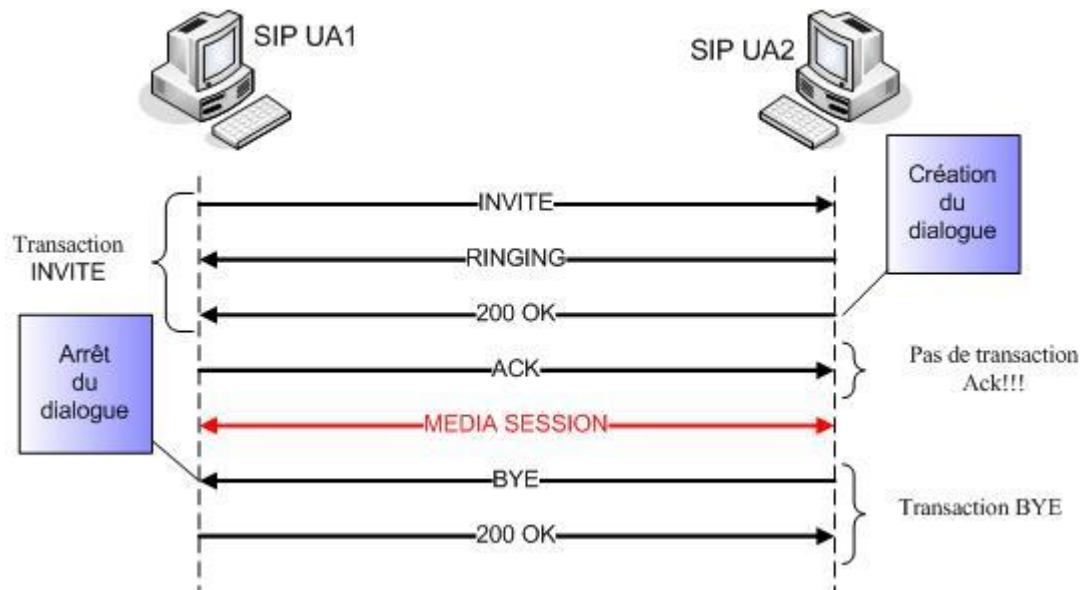 SIP UA1
SIP UA2
Création
du
dialogue
INVITE
Transaction
INVITE
RINGING
200 OK
Arrêt
du
dialogue
ACK
Pas de transaction
Ack!!!
MEDIA SESSION
BYE
Transaction BYE
200 OK